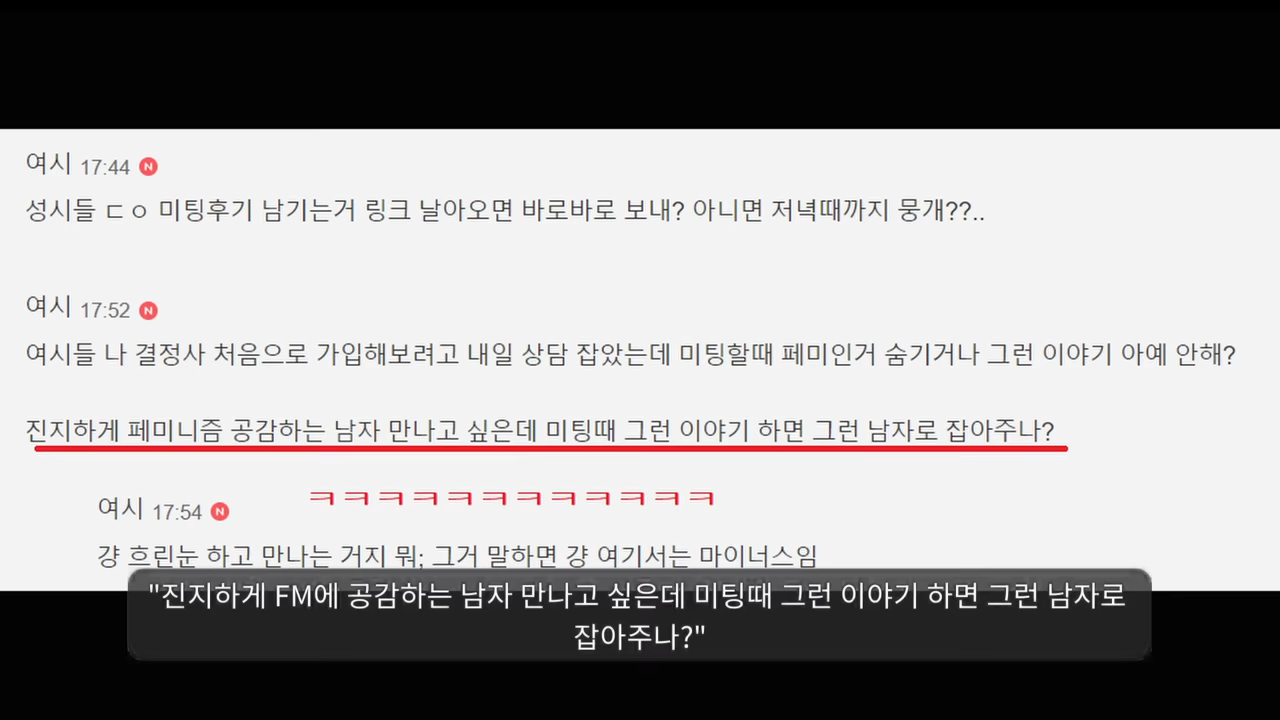 여시 17:44 N
성시들 ㄷㅇ 미팅후기 남기는거 링크 날아오면 바로바로 보내? 아니면 저녁때까지 뭉개??..
여시 17:52 N
여시들 나 결정사 처음으로 가입해보려고 내일 상담 잡았는데 미팅할때 페미인거 숨기거나 그런 이야기 아예 안해?
진지하게 페미니즘 공감하는 남자 만나고 싶은데 미팅때 그런 이야기 하면 그런 남자로 잡아주나?
여시 17:54 N
ㅋㅋㅋㅋㅋㅋㅋㅋㅋㅋㅋㅋ
걍 흐린눈 하고 만나는 거지 뭐; 그거 말하면 걍 여기서는 마이너스임
"진지하게 FM에 공감하는 남자 만나고 싶은데 미팅때 그런 이야기 하면 그런 남자로
잡아주나?"